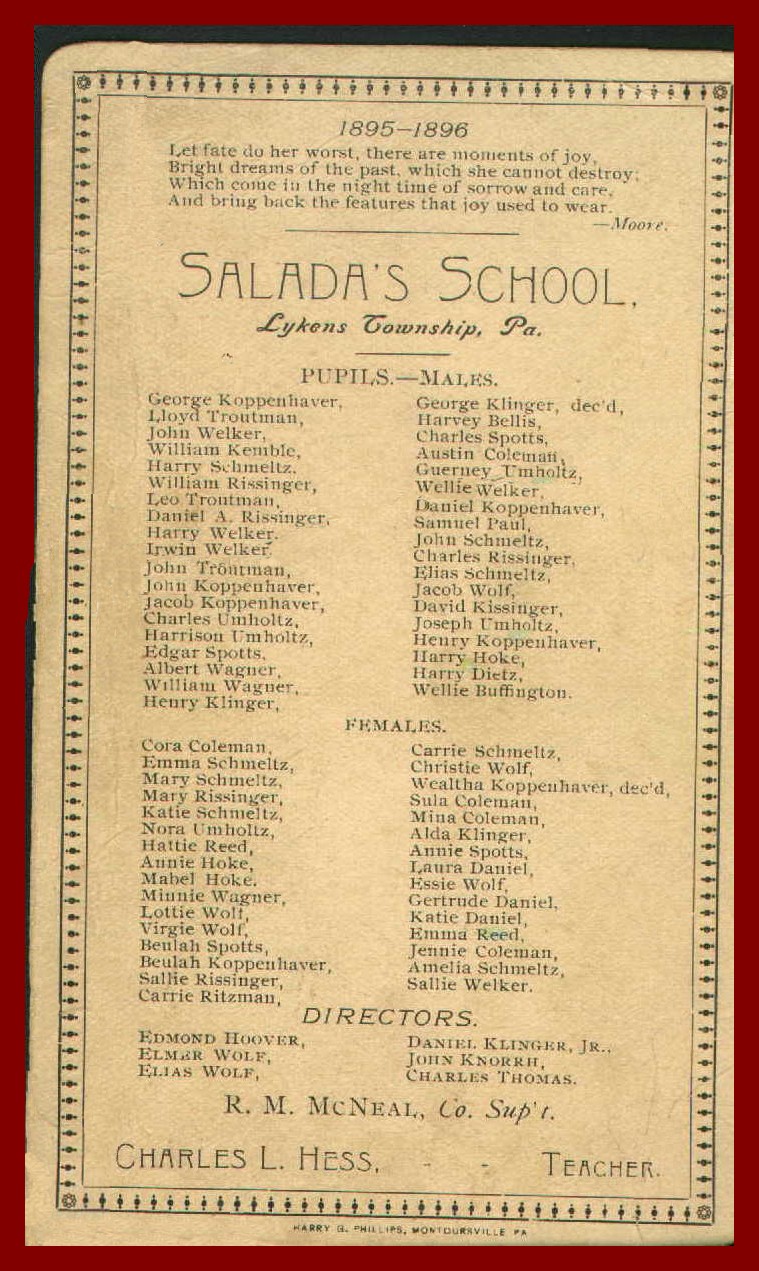 1895–1896
Let fate do her worst, there are moments of joy,
Bright dreams of the past, which she cannot destroy;
Which come in the night time of sorrow and care,
And bring back the features that joy used to wear.
—Moore.
SALADA'S SCHOOL,
Lykens Township, Pa.
PUPILS.—MALES.
George Koppenhaver,
Lloyd Troutman,
John Welker,
William Kemble,
Harry Schmeltz.
William Rissinger,
Leo Troutman,
Daniel A. Rissinger,
Harry Welker.
Irwin Welker.
John Troutman,
John Koppenhaver,
Jacob Koppenhaver,
Charles Umholtz,
Harrison Umholtz,
Edgar Spotts,
Albert Wagner,
William Wagner,
Henry Klinger,
George Klinger, dec'd,
Harvey Bellis,
Charles Spotts,
Austin Coleman,
Guerney Umholtz,
Wellie Welker,
Daniel Koppenhaver,
Samuel Paul,
John Schmeltz,
Charles Rissinger,
Elias Schmeltz,
Jacob Wolf,
David Kissinger,
Joseph Umholtz,
Henry Koppenhaver,
Harry Hoke,
Harry Dietz,
Wellie Buffington.
FEMALES.
Cora Coleman,
Emma Schmeltz,
Mary Schmeltz,
Mary Rissinger,
Katie Schmeltz,
Nora Umholtz,
Hattie Reed,
Annie Hoke,
Mabel Hoke.
Minnie Wagner,
Lottie Wolf,
Virgie Wolf,
Beulah Spotts,
Beulah Koppenhaver,
Sallie Rissinger,
Carrie Ritzman,
Carrie Schmeltz,
Christie Wolf,
Wealtha Koppenhaver, dec'd,
Sula Coleman,
Mina Coleman,
Alda Klinger,
Annie Spotts,
Laura Daniel,
Essie Wolf,
Gertrude Daniel,
Katie Daniel,
Emma Reed,
Jennie Coleman,
Amelia Schmeltz,
Sallie Welker.
DIRECTORS.
EDMOND HOOVER,
ELMER WOLF,
ELIAS WOLF,
DANIEL KLINGER, JR.,
JOHN KNORRH,
CHARLES THOMAS.
R. M. MCNEAL, Co. Sup't.
CHARLES L. HESS, - - TEACHER.
HARRY G. PHILLIPS, MONTOURSVILLE PA